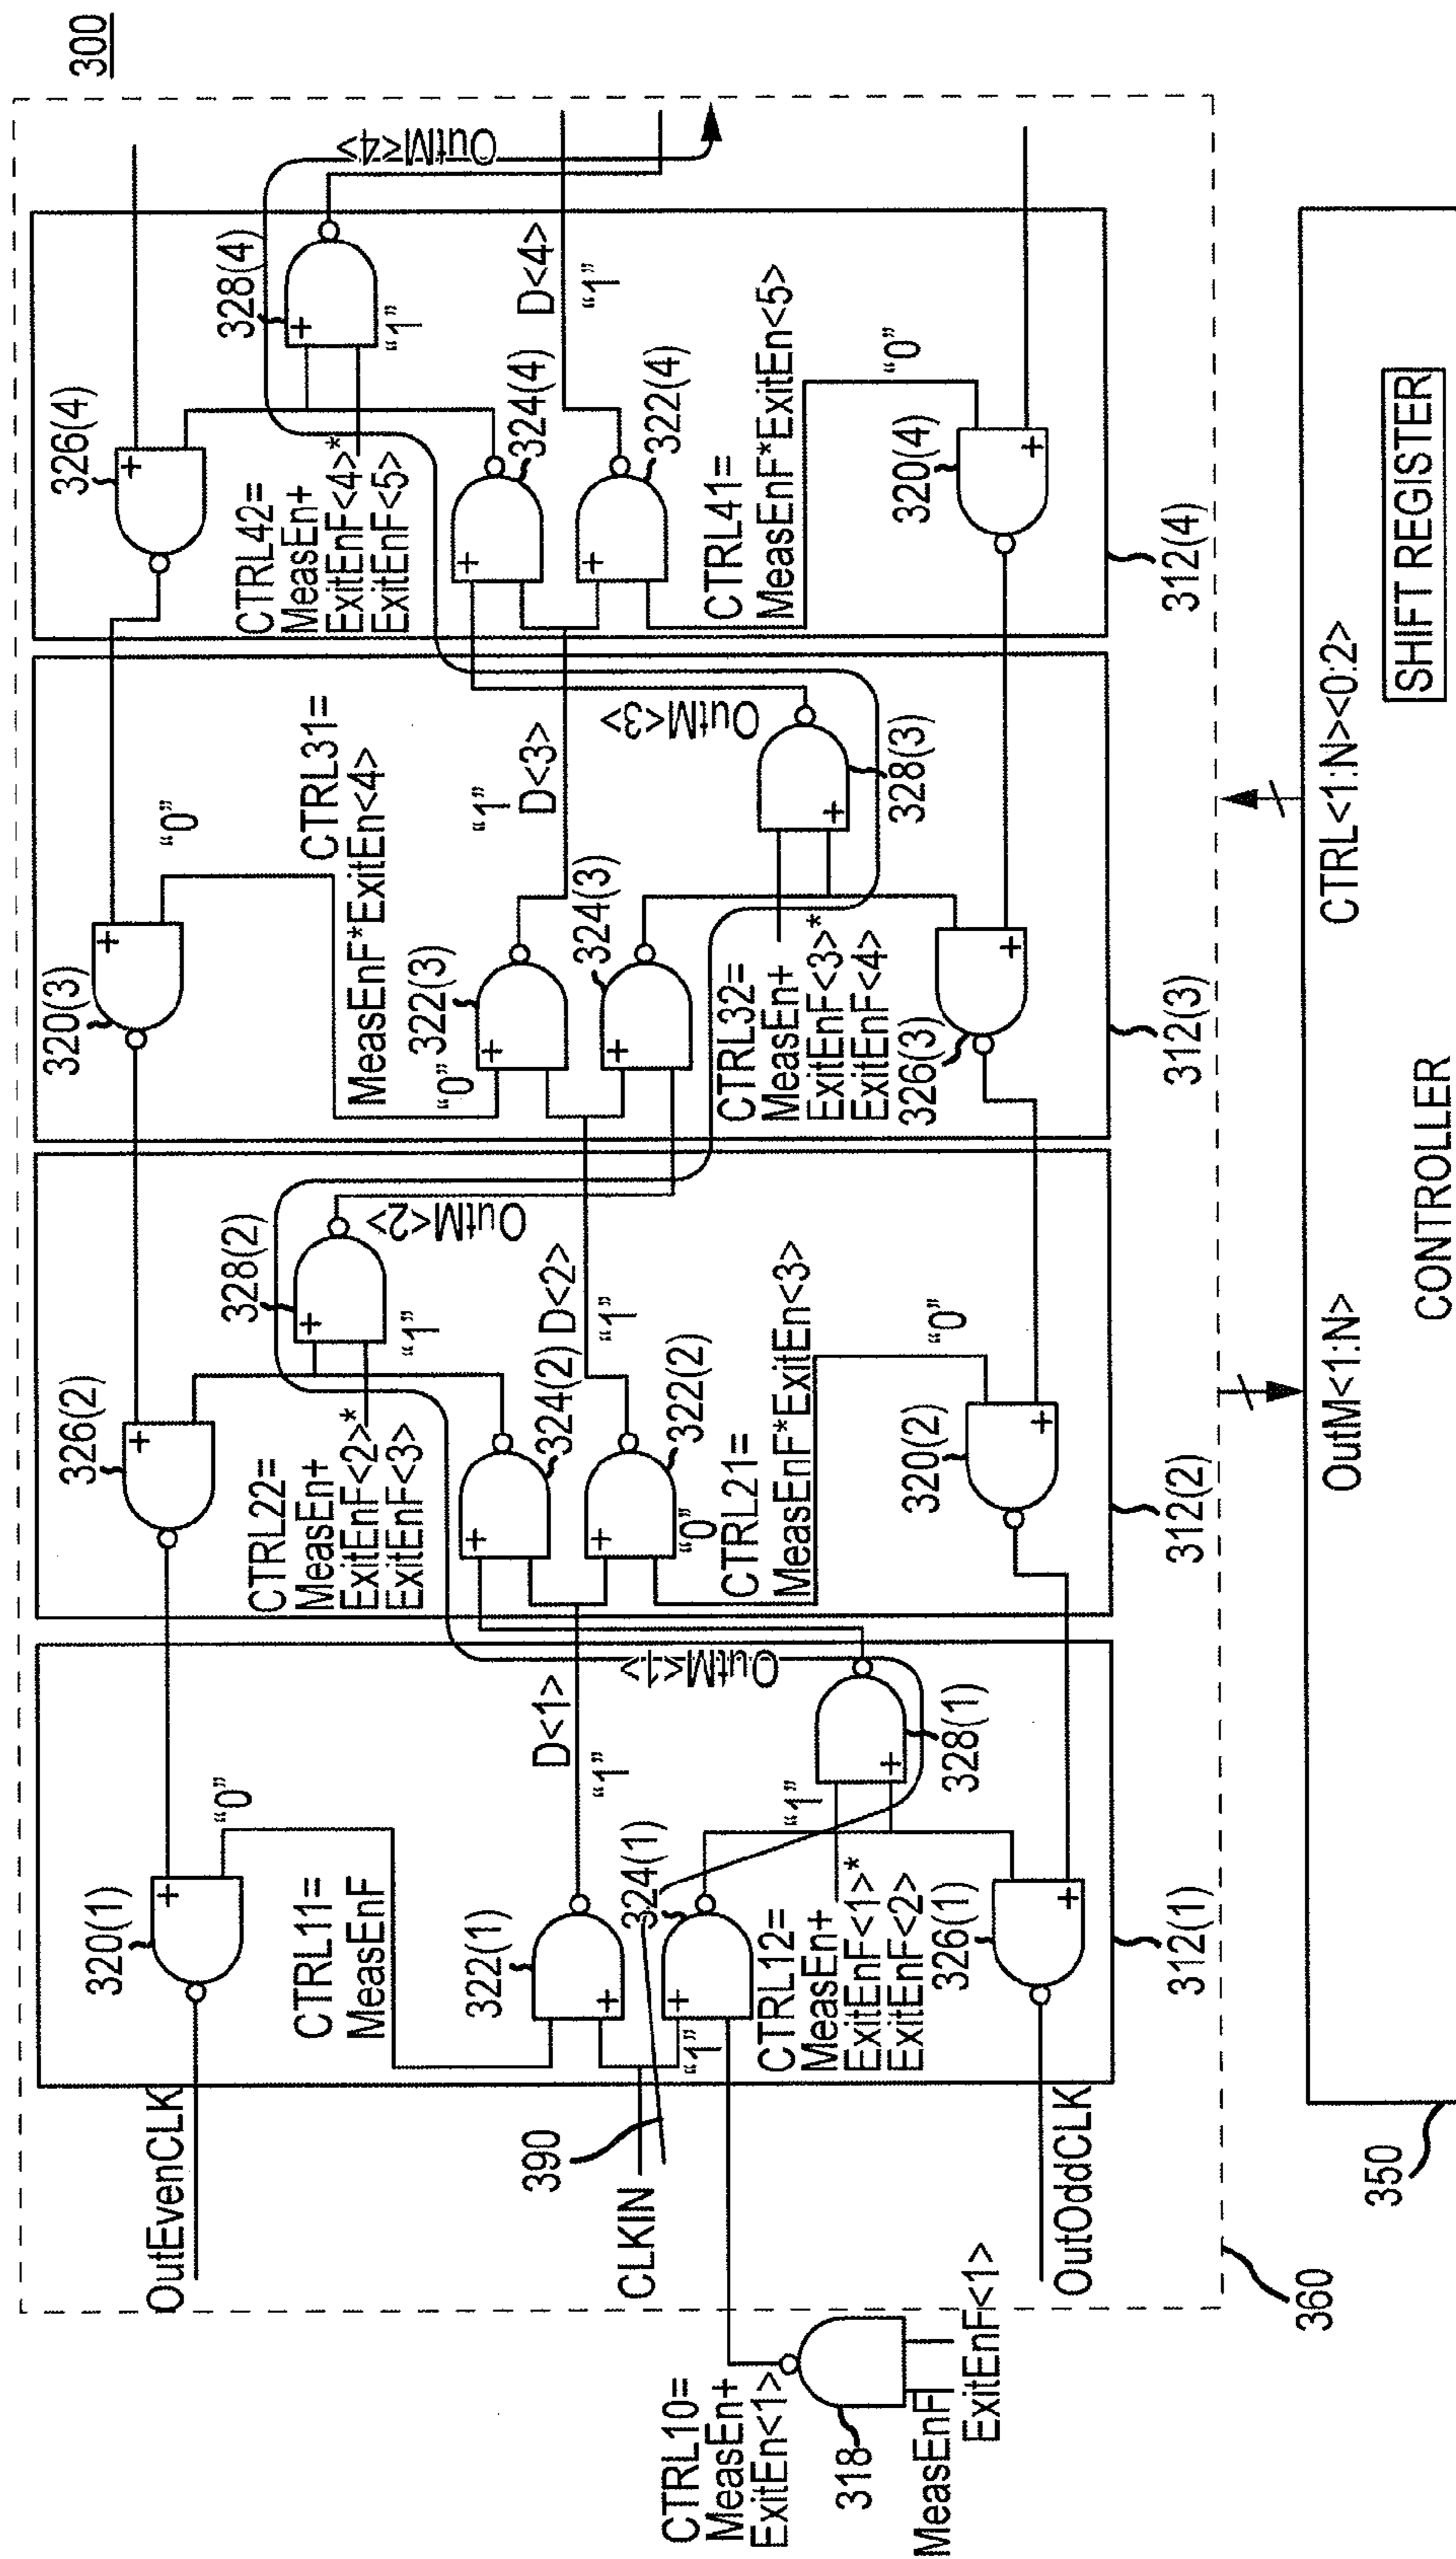 300
326(4)
328(4)
CTRL42=
MeasEn+
ExitEnF<4>*
ExitEnF<5>
"1"
OutM<4>
324(4)
D<4>
"1"
322(4)
CTRL41=
MeasEnF*ExitEn<5>
"0"
320(4)
312(4)
320(3)
"0"
CTRL31=
MeasEnF*ExitEn<4>
"0"
322(3)
"1"
D<3>
324(3)
OutM<3>
CTRL32=
MeasEn+
ExitEnF<3>*
ExitEnF<4>
328(3)
326(3)
312(3)
326(2)
328(2)
CTRL22=
MeasEn+
ExitEnF<2>*
ExitEnF<3>
"1"
OutM<2>
324(2)
D<2>
"1"
322(2)
"0"
CTRL21=
MeasEnF*ExitEn<3>
"0"
320(2)
312(2)
320(1)
"0"
CTRL11=
MeasEnF
322(1)
D<1>
"1"
324(1)
OutM<1>
"1"
"1"
CTRL12=
MeasEn+
ExitEnF<1>*
ExitEnF<2>
328(1)
326(1)
312(1)
OutEvenCLK
390
CLKIN
OutOddCLK
360
CTRL10=
MeasEn+
ExitEn<1>
318
MeasEnF
ExitEnF<1>
OutM<1:N>
CTRL<1:N><0:2>
350
CONTROLLER
SHIFT REGISTER